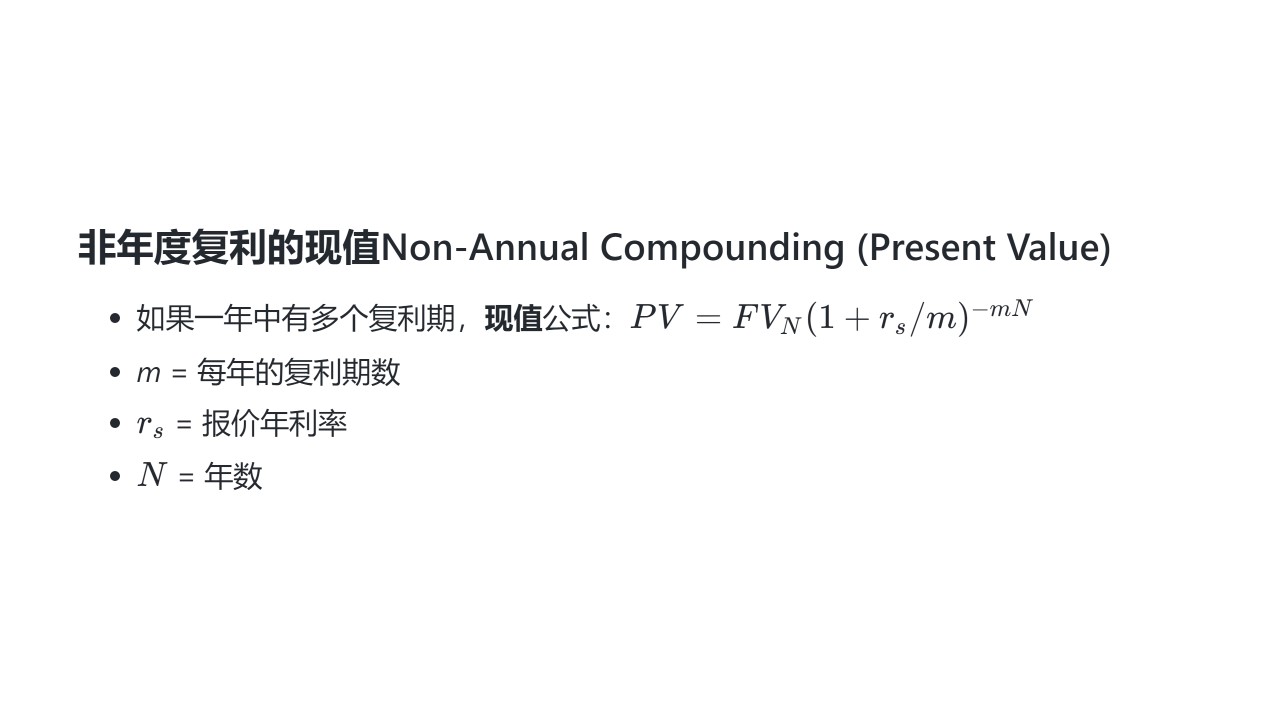 非年度复利的现值Non-Annual Compounding (Present Value)
• 如果一年中有多个复利期，现值公式：$PV = FV_N(1 + r_s/m)^{-mN}$
• m = 每年的复利期数
• $r_s$ = 报价年利率
• $N$ = 年数